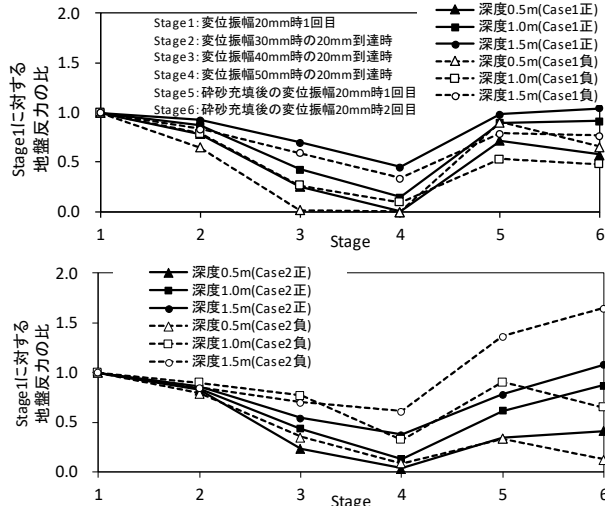 Stage1:変位振幅20mm時1回目
Stage2:変位振幅30mm時の20mm到達時
Stage3:変位振幅40mm時の20mm到達時
Stage4:変位振幅50mm時の20mm到達時
Stage5:砕砂充填後の変位振幅20mm時1回目
Stage6:砕砂充填後の変位振幅20mm時2回目
深度0.5m(Case1正)
深度1.0m(Case1正)
深度1.5m(Case1正)
深度0.5m(Case1負)
深度1.0m(Case1負)
深度1.5m(Case1負)
Stage1に対する
地盤反力の比
2.0
1.5
1.0
0.5
0.0
1 2 3 4 5 6
Stage
深度0.5m(Case2正)
深度1.0m(Case2正)
深度1.5m(Case2正)
深度0.5m(Case2負)
深度1.0m(Case2負)
深度1.5m(Case2負)
Stage1に対する
地盤反力の比
2.0
1.5
1.0
0.5
0.0
1 2 3 4 5 6
Stage